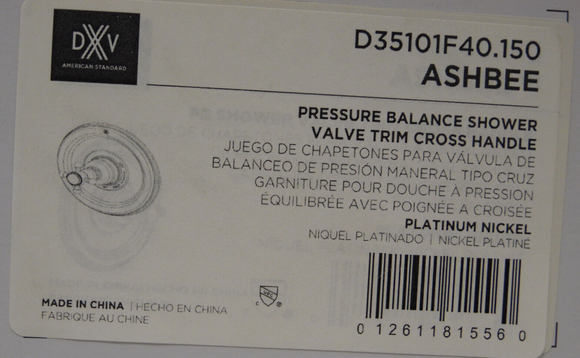 DXV
AMERICAN STANDARD
D35101F40.150
ASHBEE
PRESSURE BALANCE SHOWER
VALVE TRIM CROSS HANDLE
JUEGO DE CHAPETONES PARA VÁLVULA DE
BALANCEO DE PRESIÓN MANERAL TIPO CRUZ
GARNITURE POUR DOUCHE À PRESSION
ÉQUILIBRÉE AVEC POIGNÉE A CROISÉE
PLATINUM NICKEL
NIQUEL PLATINADO | NICKEL PLATINÉ
MADE IN CHINA | HECHO EN CHINA
FABRIQUE AU CHINE
0 12611 81556 0